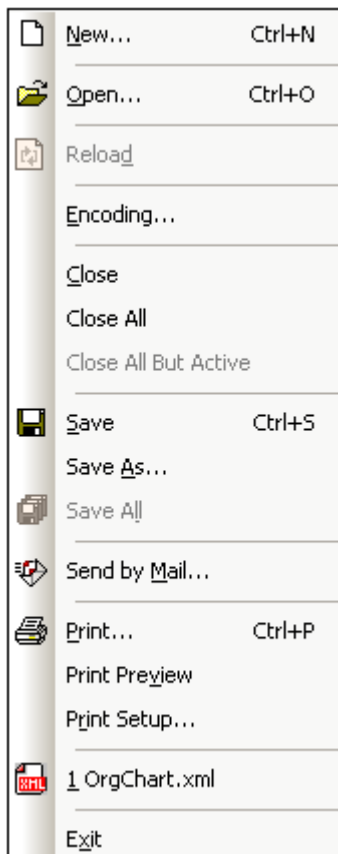 New... Ctrl+N
Open... Ctrl+O
Reload
Encoding...
Close
Close All
Close All But Active
Save Ctrl+S
Save As...
Save All
Send by Mail...
Print... Ctrl+P
Print Preview
Print Setup...
XML 1 OrgChart.xml
Exit